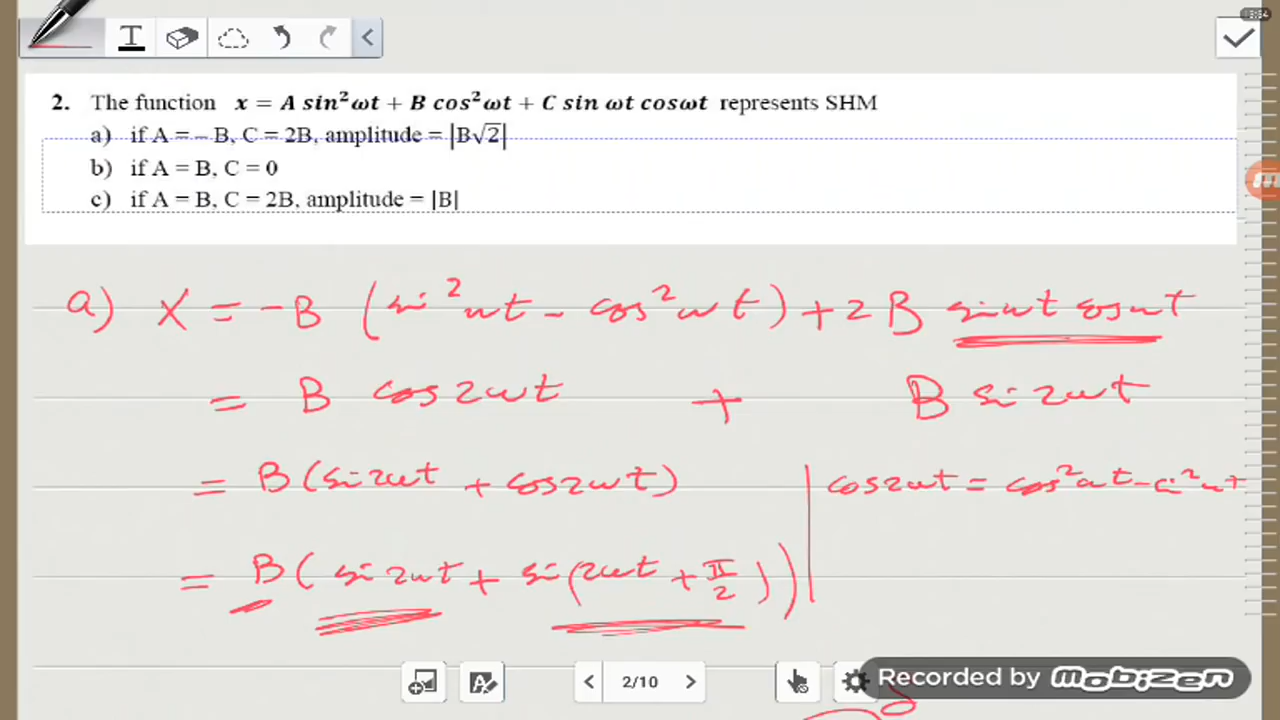 T
2. The function x = A sin²ωt + B cos²ωt + C sin ωt cosωt represents SHM
a) if A = – B, C = 2B, amplitude = |B√2|
b) if A = B, C = 0
c) if A = B, C = 2B, amplitude = |B|
a) X = -B (sin²ωt - cos²ωt) + 2B sinωt cosωt
= B cos2ωt + B sin2ωt
= B(sin2ωt + cos2ωt) | cos2ωt = cos²ωt - sin²ωt
= B(sin2ωt + sin(2ωt + π/2))
2/10
Recorded by mobizen